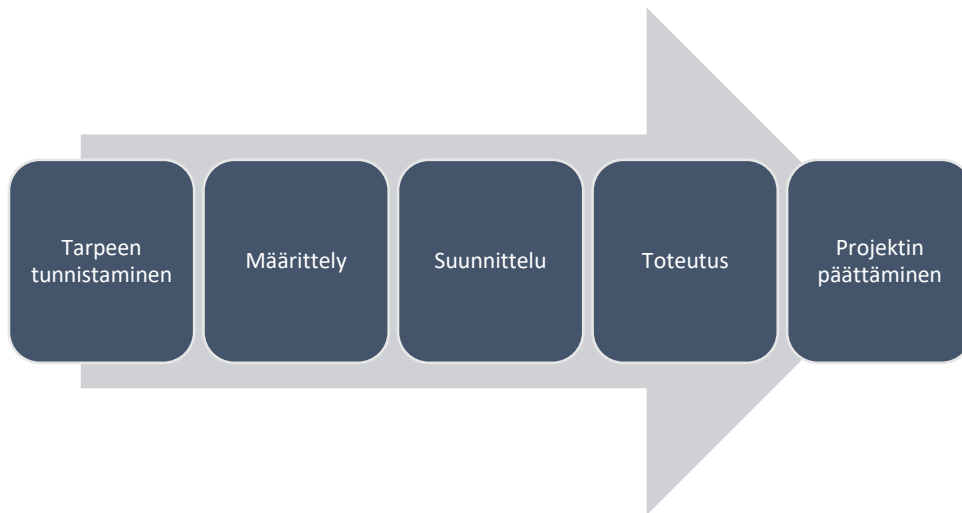 Tarpeen
tunnistaminen
Määrittely
Suunnittelu
Toteutus
Projektin
päättäminen